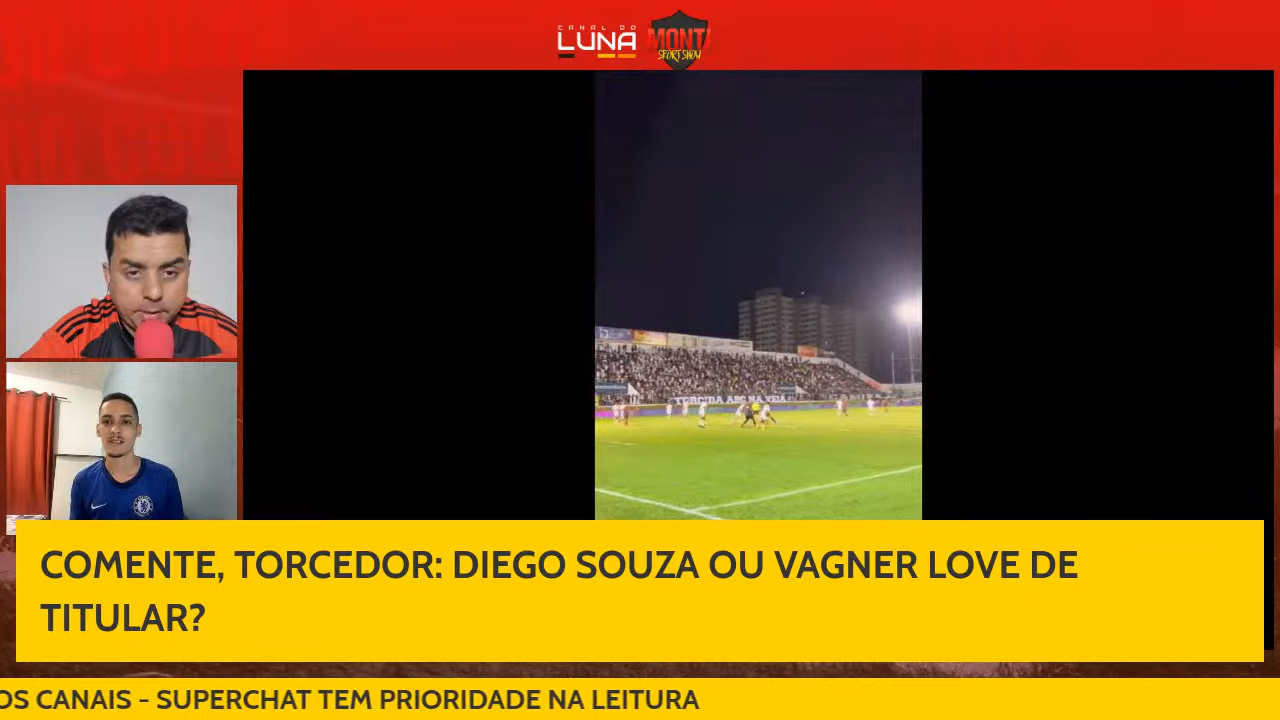 CANAL DO
LUNA
MONT
SPORT SHOW
TORCIDA ABC NA VEIA
COMENTE, TORCEDOR: DIEGO SOUZA OU VAGNER LOVE DE
TITULAR?
OS CANAIS - SUPERCHAT TEM PRIORIDADE NA LEITURA